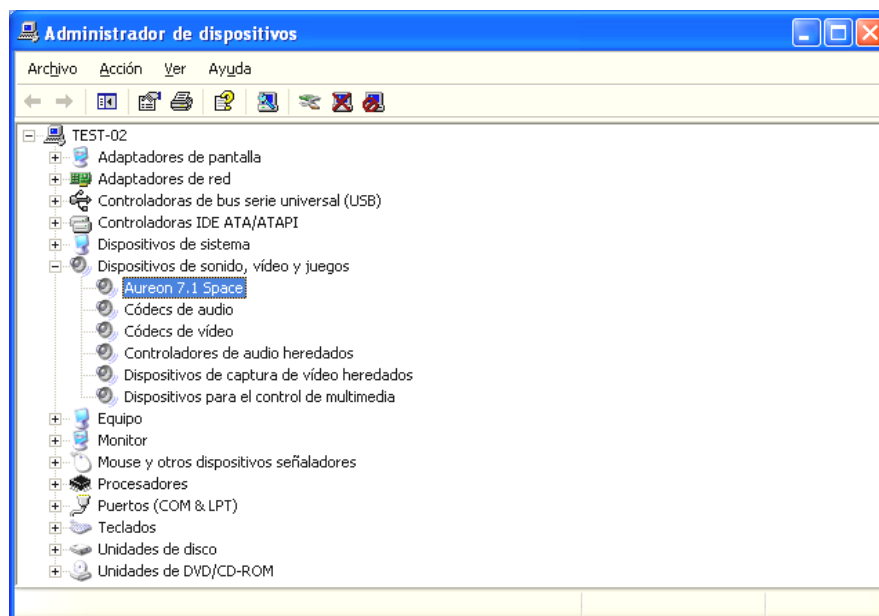 Administrador de dispositivos
Archivo Acción Ver Ayuda
TEST-02
Adaptadores de pantalla
Adaptadores de red
Controladoras de bus serie universal (USB)
Controladoras IDE ATA/ATAPI
Dispositivos de sistema
Dispositivos de sonido, vídeo y juegos
Aureon 7.1 Space
Códecs de audio
Códecs de vídeo
Controladores de audio heredados
Dispositivos de captura de vídeo heredados
Dispositivos para el control de multimedia
Equipo
Monitor
Mouse y otros dispositivos señaladores
Procesadores
Puertos (COM & LPT)
Teclados
Unidades de disco
Unidades de DVD/CD-ROM